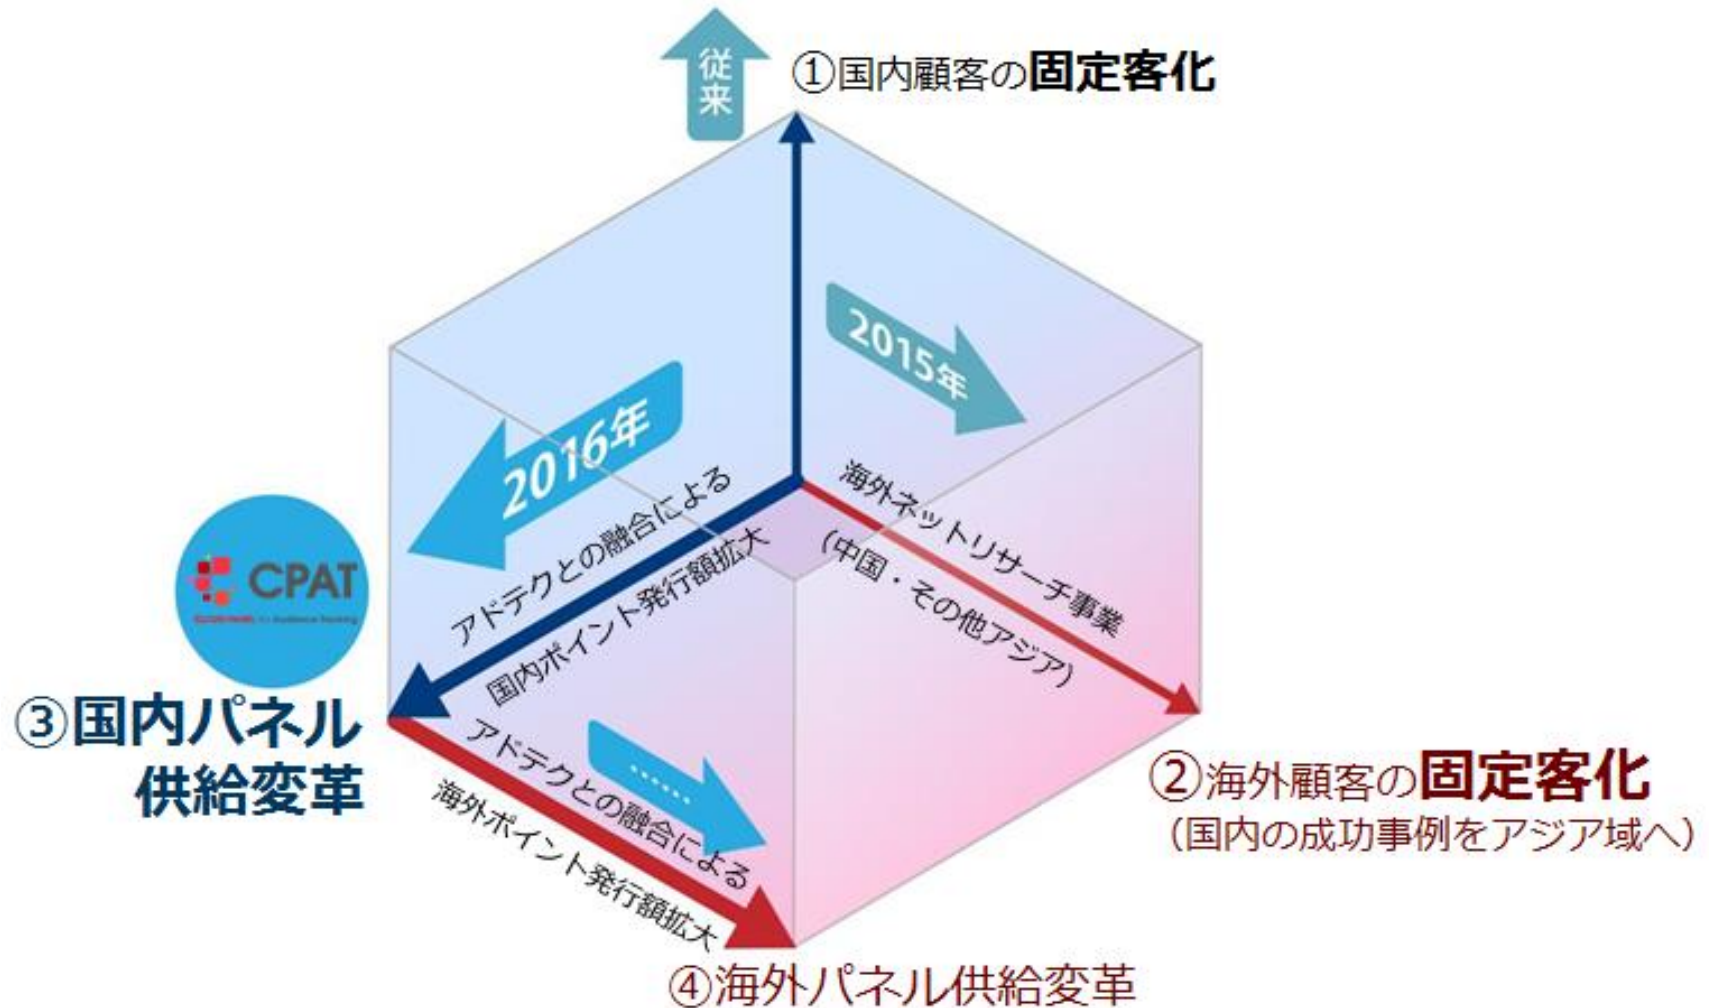 従来
①国内顧客の固定客化
2015年
2016年
海外ネットリサーチ事業
(中国・その他アジア)
アドテクとの融合による
国内ポイント発行額拡大
CPAT
③国内パネル
供給変革
アドテクとの融合による
海外ポイント発行額拡大
……
②海外顧客の固定客化
（国内の成功事例をアジア域へ）
④海外パネル供給変革